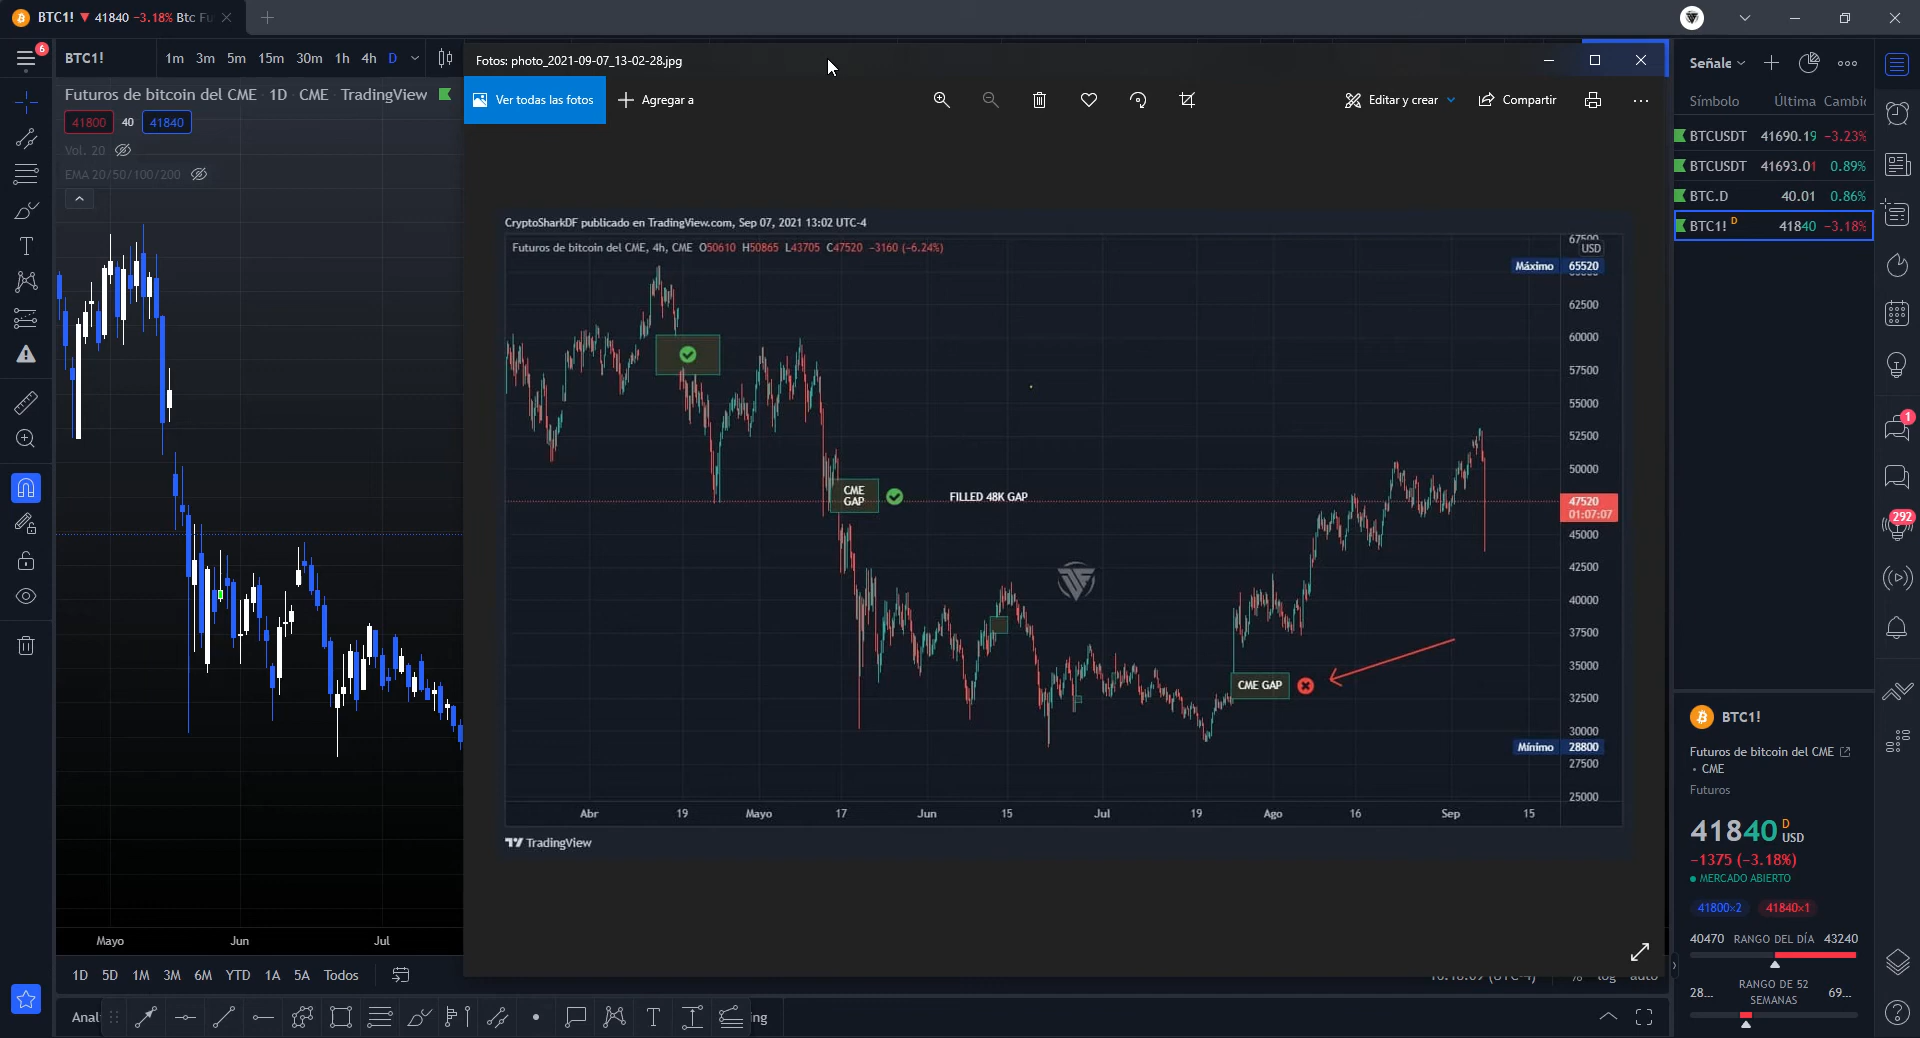 BTC1! ▼ 41840 −3.18% Btc Fu
6
BTC1!
1m 3m 5m 15m 30m 1h 4h D
Futuros de bitcoin del CME 1D CME TradingView
41800 40 41840
Vol. 20
EMA 20/50/100/200
Fotos: photo_2021-09-07_13-02-28.jpg
Ver todas las fotos
Agregar a
Editar y crear
Compartir
CryptoSharkDF publicado en TradingView.com, Sep 07, 2021 13:02 UTC-4
Futuros de bitcoin del CME, 4h, CME O50610 H50865 L43705 C47520 −3160 (−6.24%)
67500
USD
Máximo 65520
62500
60000
57500
55000
52500
50000
47520
01:07:07
45000
42500
40000
37500
35000
32500
30000
Mínimo 28800
27500
25000
CME
GAP
FILLED 48K GAP
CME GAP
Abr 19 Mayo 17 Jun 15 Jul 19 Ago 16 Sep 15
TradingView
Mayo Jun Jul
1D 5D 1M 3M 6M YTD 1A 5A Todos
% log auto
Anal
ing
Señale
Símbolo Última Cambio
BTCUSDT 41690.19 −3.23%
BTCUSDT 41693.01 0.89%
BTC.D 40.01 0.86%
BTC1! D 41840 −3.18%
1
292
BTC1!
Futuros de bitcoin del CME
• CME
Futuros
41840 D USD
−1375 (−3.18%)
• MERCADO ABIERTO
41800×2 41840×1
40470 RANGO DEL DÍA 43240
28... RANGO DE 52 SEMANAS 69...